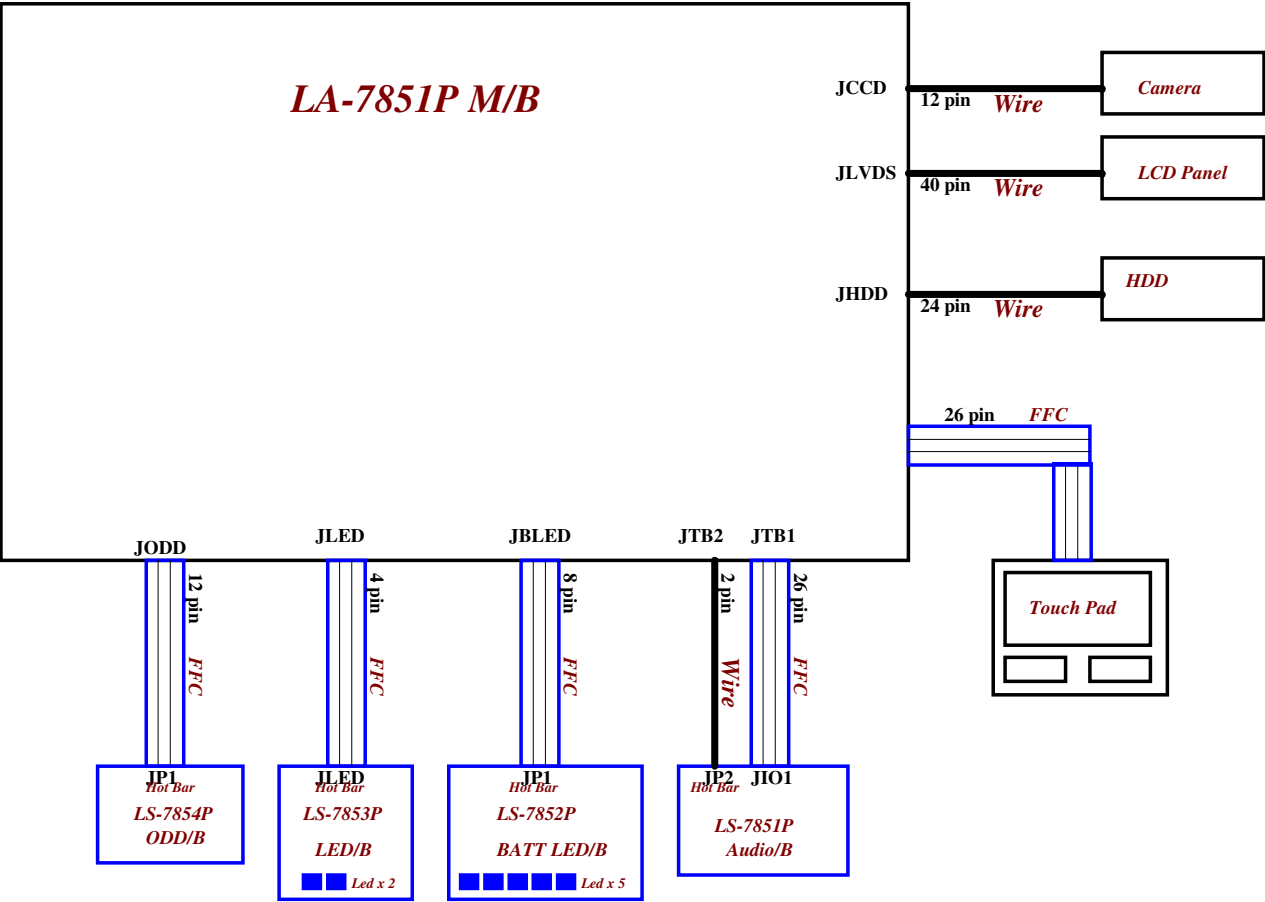 LA-7851P M/B
JCCD
12 pin
Wire
Camera
JLVDS
40 pin
Wire
LCD Panel
JHDD
24 pin
Wire
HDD
26 pin
FFC
Touch Pad
JODD
12 pin
FFC
JP1
Hot Bar
LS-7854P
ODD/B
JLED
4 pin
FFC
JLED
Hot Bar
LS-7853P
LED/B
Led x 2
JBLED
8 pin
FFC
JP1
Hot Bar
LS-7852P
BATT LED/B
Led x 5
JTB2
2 pin
Wire
JP2
Hot Bar
JTB1
26 pin
FFC
JIO1
LS-7851P
Audio/B